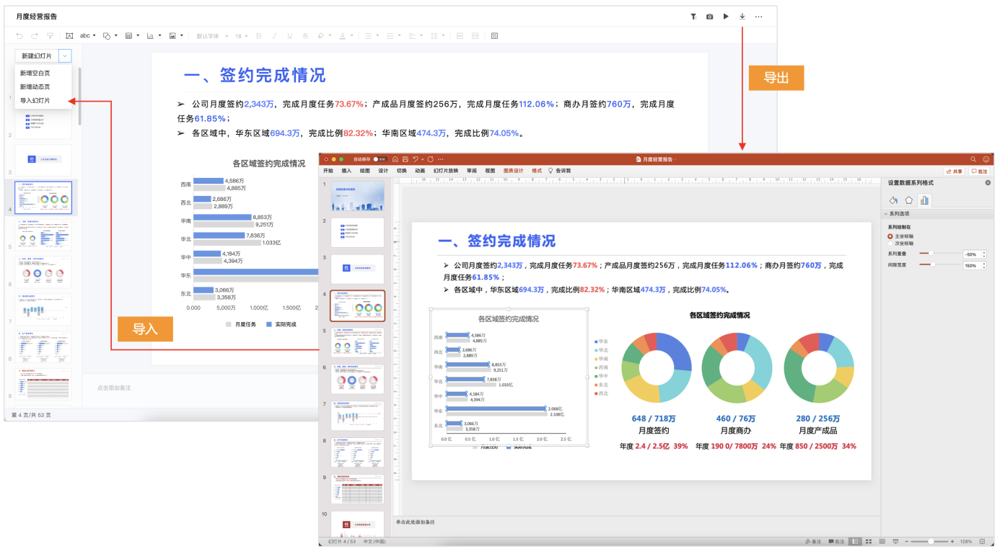 月度经营报告
abc
默认字体
18
B
I
U
S
A
新建幻灯片
新增空白页
新增动态页
导入幻灯片
1
2
3
4
5
6
7
8
9
一、签约完成情况
➢ 公司月度签约2,343万，完成月度任务73.67%；产成品月度签约256万，完成月度任务112.06%；商办月签约760万，完成月度
任务61.85%；
➢ 各区域中，华东区域694.3万，完成比例82.32%；华南区域474.3万，完成比例74.05%。
各区域签约完成情况
西南
4,586万
4,885万
西北
2,686万
2,889万
华南
8,853万
9,251万
华北
7,838万
1.033亿
华中
4,184万
4,394万
华东
东北
3,066万
3,358万
0.000 5,000万 1.000亿 1.500亿 2
月度任务 实际完成
点击添加备注
第 4 页/共 53 页
导出
导入
自动保存 关闭
月度经营报告
开始 插入 绘图 设计 切换 动画 幻灯片放映 审阅 视图 图表设计 格式 告诉我
共享 批注
1
2
3
4
5
6
7
8
9
10
一、签约完成情况
➢ 公司月度签约2,343万，完成月度任务73.67%；产成品月度签约256万，完成月度任务112.06%；商办月签约760万，完成
月度任务61.85%；
➢ 各区域中，华东区域694.3万，完成比例82.32%；华南区域474.3万，完成比例74.05%。
各区域签约完成情况
西南
4,586万
4,885万
西北
2,686万
2,889万
华南
8,853万
9,251万
华北
7,838万
1.033亿
华中
4,184万
4,394万
华东
2.068亿
2.108亿
东北
3,066万
3,358万
0.0 亿 0.5 亿 1.0 亿 1.5 亿 2.0 亿 2.5 亿
月度任务 实际完成
各区域签约完成情况
华东
华北
华南
西南
华中
东北
西北
648 / 718万 460 / 76万 280 / 256万
月度签约 月度商办 月度产成品
年度 2.4 / 2.5亿 39% 年度 190 0/ 7800万 24% 年度 850 / 2500万 34%
设置数据系列格式
系列选项
系列绘制在
主坐标轴
次坐标轴
系列重叠 -50%
间隙宽度 150%
单击此处添加备注
幻灯片 4 / 53 中文 (中国)
备注 批注 128%